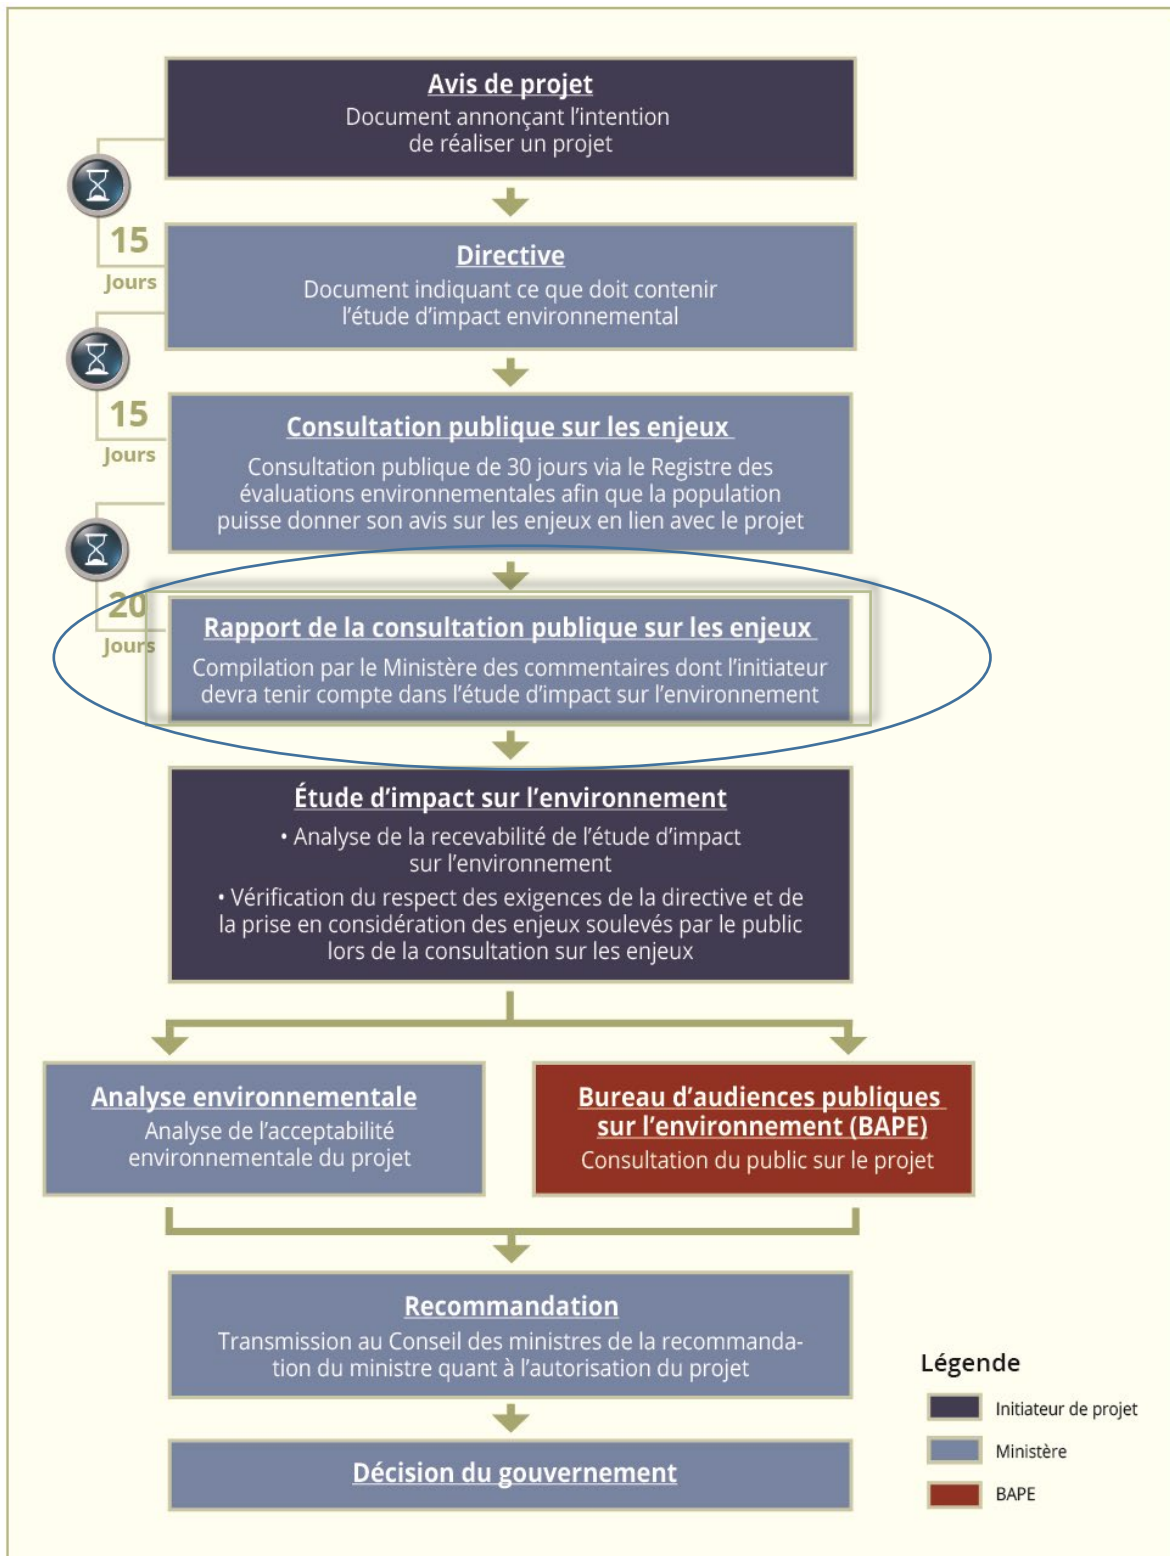 Avis de projet
Document annonçant l'intention
de réaliser un projet
15
Jours
Directive
Document indiquant ce que doit contenir
l'étude d'impact environnemental
15
Jours
Consultation publique sur les enjeux
Consultation publique de 30 jours via le Registre des
évaluations environnementales afin que la population
puisse donner son avis sur les enjeux en lien avec le projet
20
Jours
Rapport de la consultation publique sur les enjeux
Compilation par le Ministère des commentaires dont l'initiateur
devra tenir compte dans l'étude d'impact sur l'environnement
Étude d'impact sur l'environnement
• Analyse de la recevabilité de l'étude d'impact
sur l'environnement
• Vérification du respect des exigences de la directive et de
la prise en considération des enjeux soulevés par le public
lors de la consultation sur les enjeux
Analyse environnementale
Analyse de l'acceptabilité
environnementale du projet
Bureau d'audiences publiques
sur l'environnement (BAPE)
Consultation du public sur le projet
Recommandation
Transmission au Conseil des ministres de la recommanda-
tion du ministre quant à l'autorisation du projet
Décision du gouvernement
Légende
Initiateur de projet
Ministère
BAPE